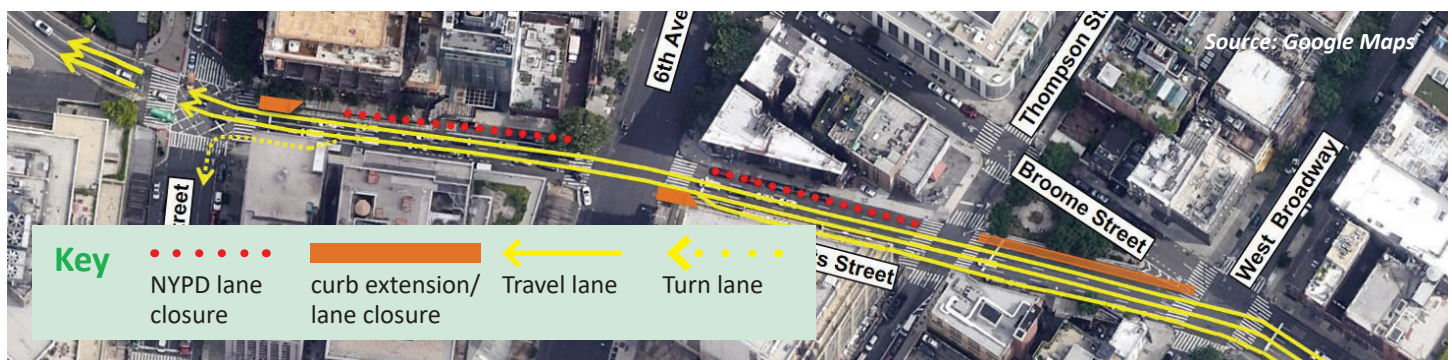 Source: Google Maps
6th Ave
Thompson St
Broome Street
West Broadway
Street
Key
NYPD lane
closure
curb extension/
lane closure
Travel lane
Turn lane